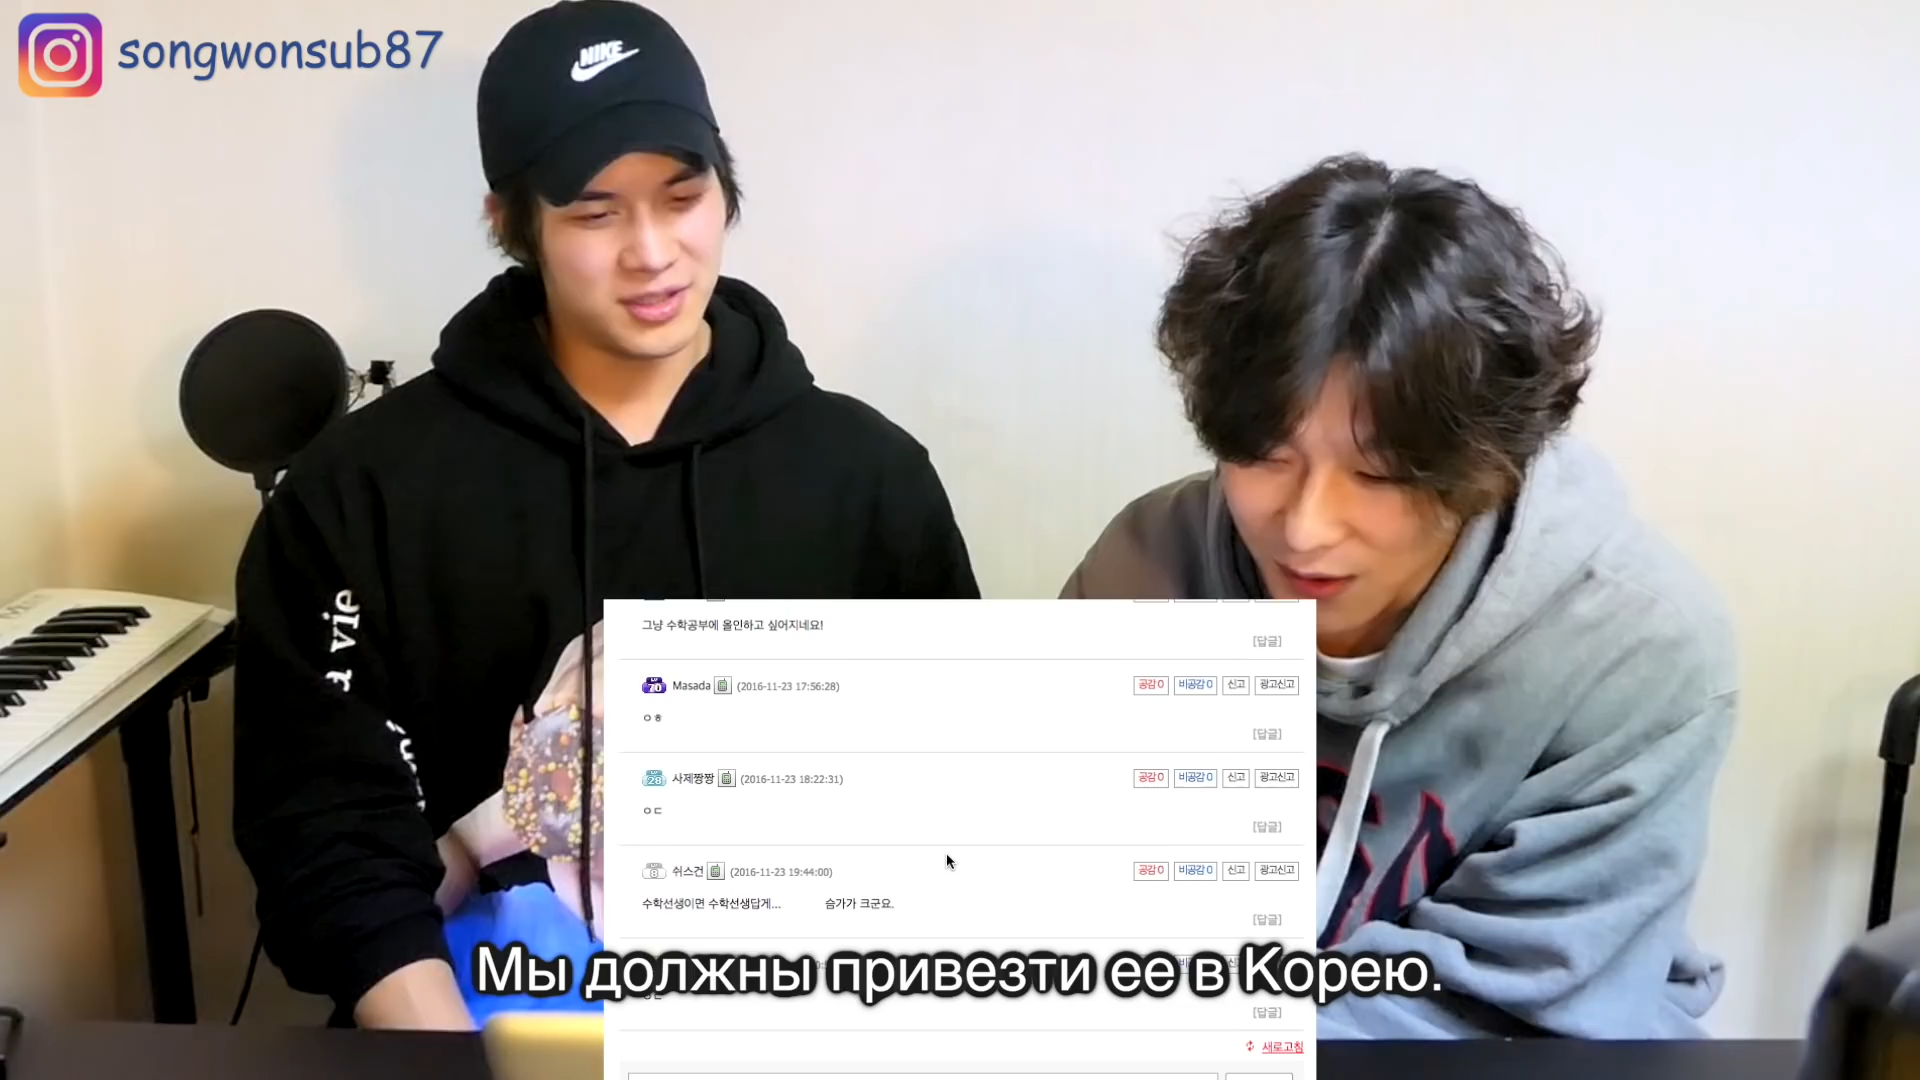 songwonsub87
NIKE
a vie
그냥 수학공부에 올인하고 싶어지네요!
[답글]
LV 70 Masada (2016-11-23 17:56:28) 공감 0 비공감 0 신고 광고신고
ㅇㅎ
[답글]
LV 28 사제짱짱 (2016-11-23 18:22:31) 공감 0 비공감 0 신고 광고신고
ㅇㄷ
[답글]
쉬스건 (2016-11-23 19:44:00) 공감 0 비공감 0 신고 광고신고
수학선생이면 수학선생답게... 슴가가 크군요.
[답글]
Мы должны привезти ее в Корею.
[답글]
새로고침